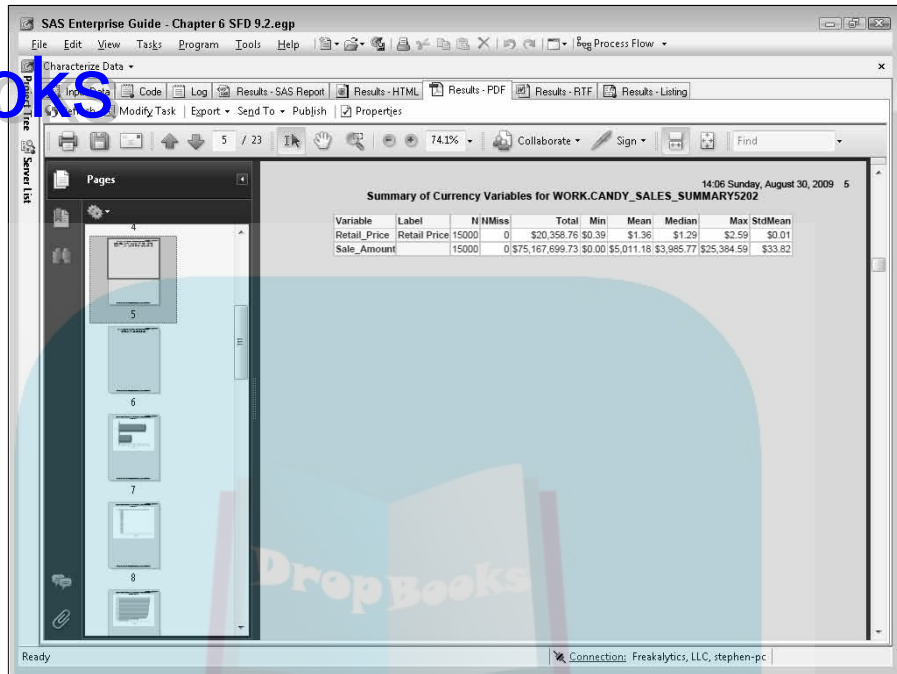 SAS Enterprise Guide - Chapter 6 SFD 9.2.egp
File Edit View Tasks Program Tools Help Process Flow
Characterize Data
oks
Input Data Code Log Results - SAS Report Results - HTML Results - PDF Results - RTF Results - Listing
Refresh Modify Task Export Send To Publish Properties
Project Tree
Server List
5 / 23 74.1% Collaborate Sign Find
Pages
4
5
6
7
8
14:06 Sunday, August 30, 2009 5
Summary of Currency Variables for WORK.CANDY_SALES_SUMMARY5202
Variable Label N NMiss Total Min Mean Median Max StdMean
Retail_Price Retail Price 15000 0 $20,358.76 $0.39 $1.36 $1.29 $2.59 $0.01
Sale_Amount 15000 0 $75,167,699.73 $0.00 $5,011.18 $3,985.77 $25,384.59 $33.82
DropBooks
Ready Connection: Freakalytics, LLC, stephen-pc